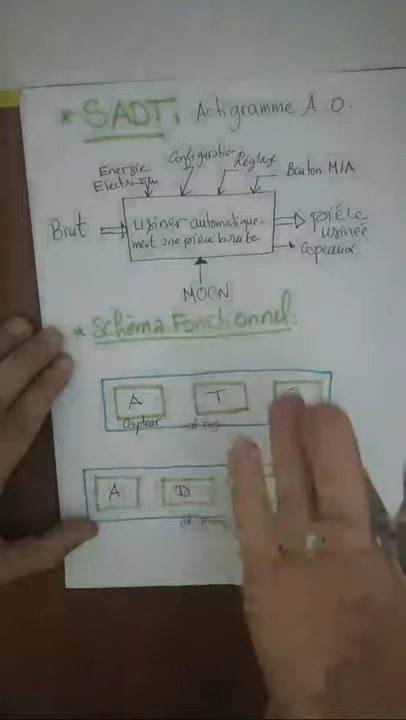 * SADT. Actigramme A 0.
Energie
Electrique
Configuration
Réglage
Bouton M/A
Brut
Usiner automatique-
ment une pièce brute
pièce
usinée
Copeaux
MOCN
* Schéma Fonctionnel:
A
T
Capteur
A
D